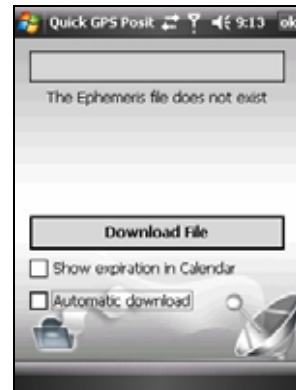 Quick GPS Posit 9:13 ok
The Ephemeris file does not exist
Download File
Show expiration in Calendar
Automatic download